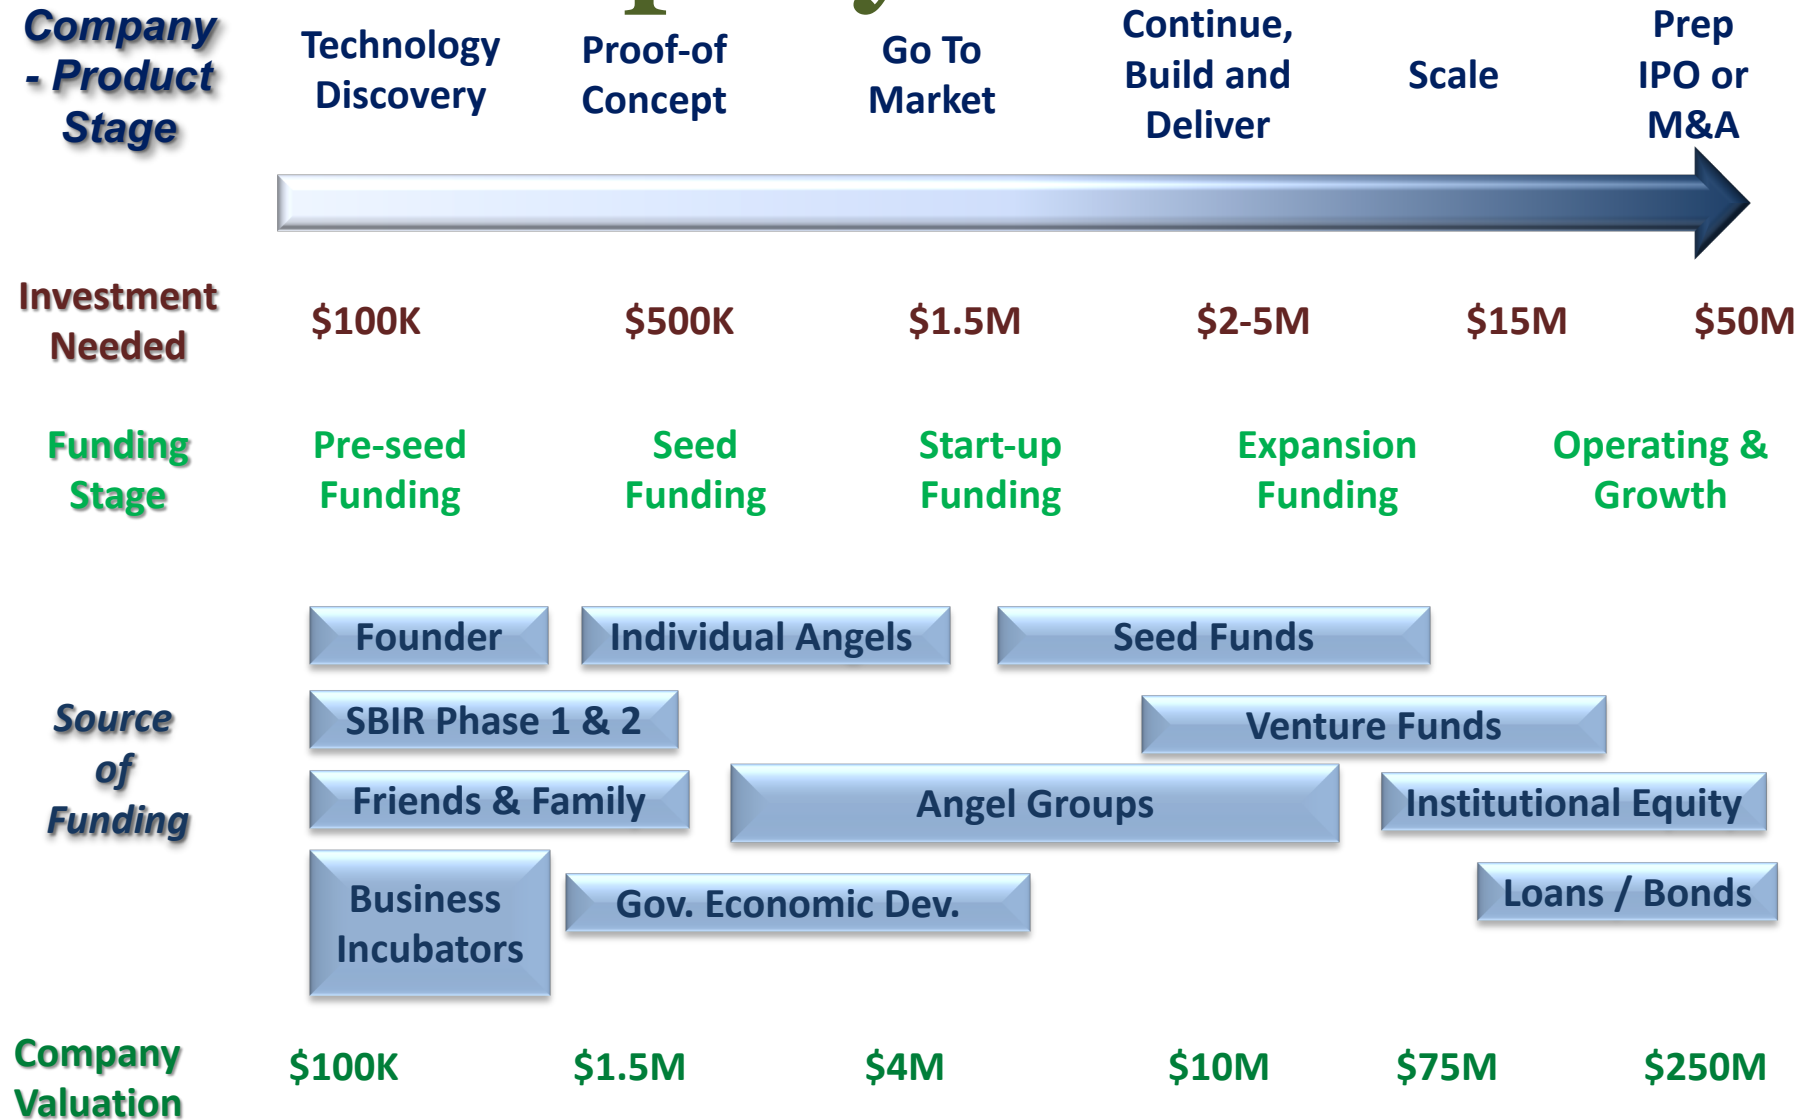 Company
- Product
Stage
Technology
Discovery
Proof-of
Concept
Go To
Market
Continue,
Build and
Deliver
Scale
Prep
IPO or
M&A
Investment
Needed
$100K
$500K
$1.5M
$2-5M
$15M
$50M
Funding
Stage
Pre-seed
Funding
Seed
Funding
Start-up
Funding
Expansion
Funding
Operating &
Growth
Source
of
Funding
Founder
Individual Angels
Seed Funds
SBIR Phase 1 & 2
Venture Funds
Friends & Family
Angel Groups
Institutional Equity
Business
Incubators
Gov. Economic Dev.
Loans / Bonds
Company
Valuation
$100K
$1.5M
$4M
$10M
$75M
$250M